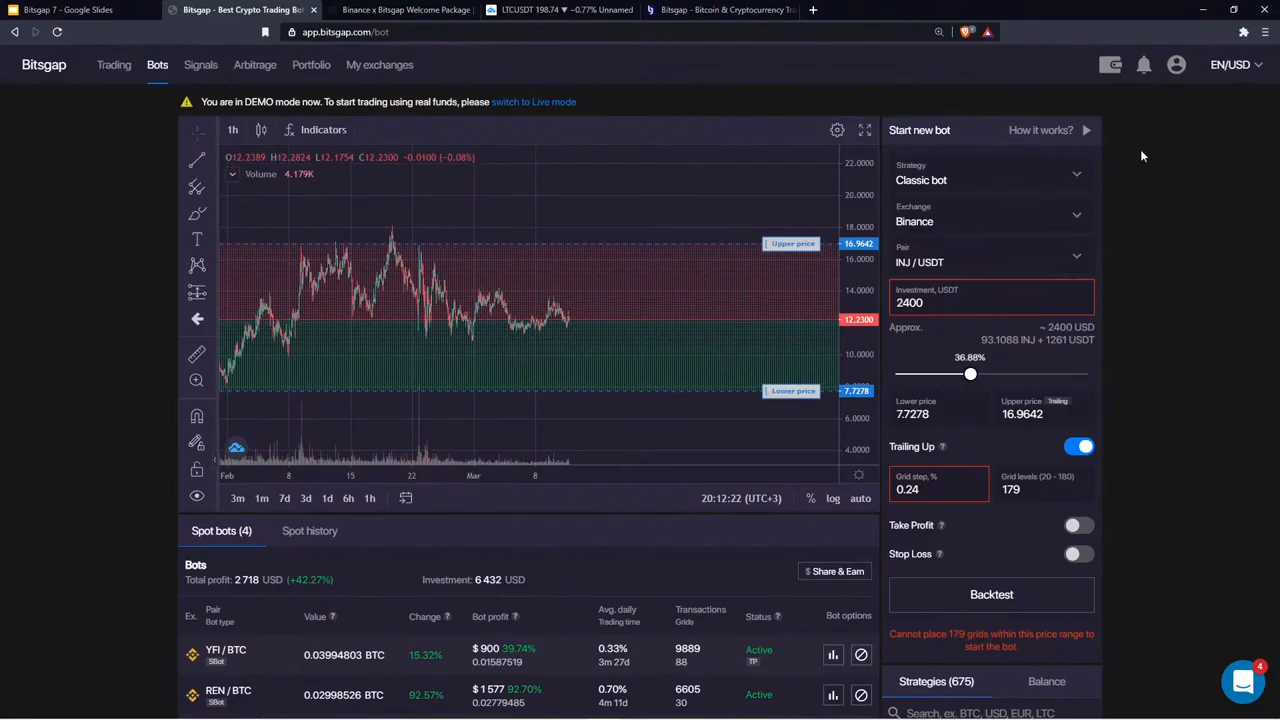 Bitsgap 7 - Google Slides
Bitsgap - Best Crypto Trading Bo
Binance x Bitsgap Welcome Package
LTCUSDT 198.74 ▼ −0.77% Unnamed
Bitsgap - Bitcoin & Cryptocurrency Tra
app.bitsgap.com/bot
1
Bitsgap
Trading
Bots
Signals
Arbitrage
Portfolio
My exchanges
EN/USD
You are in DEMO mode now. To start trading using real funds, please switch to Live mode
1h
Indicators
O12.2389 H12.2824 L12.1754 C12.2300 -0.0100 (-0.08%)
Volume 4.179K
22.0000
20.0000
18.0000
Upper price
16.9642
16.0000
14.0000
12.2300
10.0000
Lower price
7.7278
6.0000
4.0000
Feb
8
15
22
Mar
8
3m
1m
7d
3d
1d
6h
1h
20:12:22 (UTC+3)
%
log
auto
Start new bot
How it works?
Strategy
Classic bot
Exchange
Binance
Pair
INJ / USDT
Investment, USDT
2400
Approx.
~ 2400 USD
93.1088 INJ + 1261 USDT
36.88%
Lower price
7.7278
Upper price Trailing
16.9642
Trailing Up ?
Grid step, %
0.24
Grid levels (20 - 180)
179
Take Profit ?
Stop Loss ?
Backtest
Cannot place 179 grids within this price range to
start the bot.
Strategies (675)
Balance
Search, ex. BTC, USD, EUR, LTC
4
Spot bots (4)
Spot history
Bots
Total profit: 2 718 USD (+42.27%)
Investment: 6 432 USD
$ Share & Earn
Ex.
Pair
Bot type
Value ?
Change ?
Bot profit ?
Avg. daily
Trading time
Transactions
Grids
Status ?
Bot options
YFI / BTC
SBot
0.03994803 BTC
15.32%
$ 900 39.74%
0.01587519
0.33%
3m 27d
9889
88
Active
TP
REN / BTC
SBot
0.02998526 BTC
92.57%
$ 1 577 92.70%
0.02779485
0.70%
4m 11d
6605
30
Active